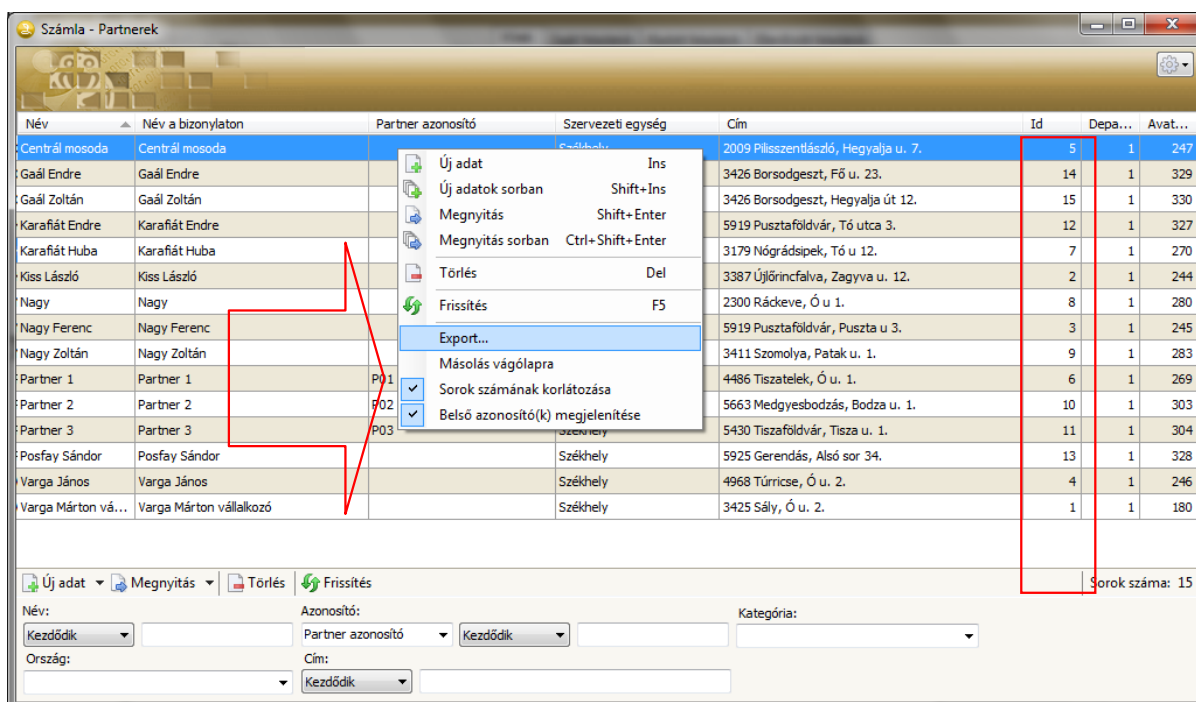 Számla - Partnerek
Név Név a bizonylaton Partner azonosító Szervezeti egység Cím Id Depa... Avat...
Centrál mosoda Centrál mosoda 2009 Pilisszentlászló, Hegyalja u. 7. 5 1 247
Gaál Endre Gaál Endre 3426 Borsodgeszt, Fő u. 23. 14 1 329
Gaál Zoltán Gaál Zoltán 3426 Borsodgeszt, Hegyalja út 12. 15 1 330
Karafiát Endre Karafiát Endre 5919 Pusztaföldvár, Tó utca 3. 12 1 327
Karafiát Huba Karafiát Huba 3179 Nógrádsipek, Tó u 12. 7 1 270
Kiss László Kiss László 3387 Újlőrincfalva, Zagyva u. 12. 2 1 244
Nagy Nagy 2300 Ráckeve, Ó u 1. 8 1 280
Nagy Ferenc Nagy Ferenc 5919 Pusztaföldvár, Puszta u 3. 3 1 245
Nagy Zoltán Nagy Zoltán 3411 Szomolya, Patak u. 1. 9 1 283
Partner 1 Partner 1 P01 4486 Tiszatelek, Ó u. 1. 6 1 269
Partner 2 Partner 2 P02 5663 Medgyesbodzás, Bodza u. 1. 10 1 303
Partner 3 Partner 3 P03 Székhely 5430 Tiszaföldvár, Tisza u. 1. 11 1 304
Posfay Sándor Posfay Sándor Székhely 5925 Gerendás, Alsó sor 34. 13 1 328
Varga János Varga János Székhely 4968 Túrricse, Ó u. 2. 4 1 246
Varga Márton vá... Varga Márton vállalkozó Székhely 3425 Sály, Ó u. 2. 1 1 180
Új adat Ins
Új adatok sorban Shift+Ins
Megnyitás Shift+Enter
Megnyitás sorban Ctrl+Shift+Enter
Törlés Del
Frissítés F5
Export...
Másolás vágólapra
Sorok számának korlátozása
Belső azonosító(k) megjelenítése
Új adat Megnyitás Törlés Frissítés Sorok száma: 15
Név: Azonosító: Kategória:
Kezdődik Partner azonosító Kezdődik
Ország: Cím:
Kezdődik